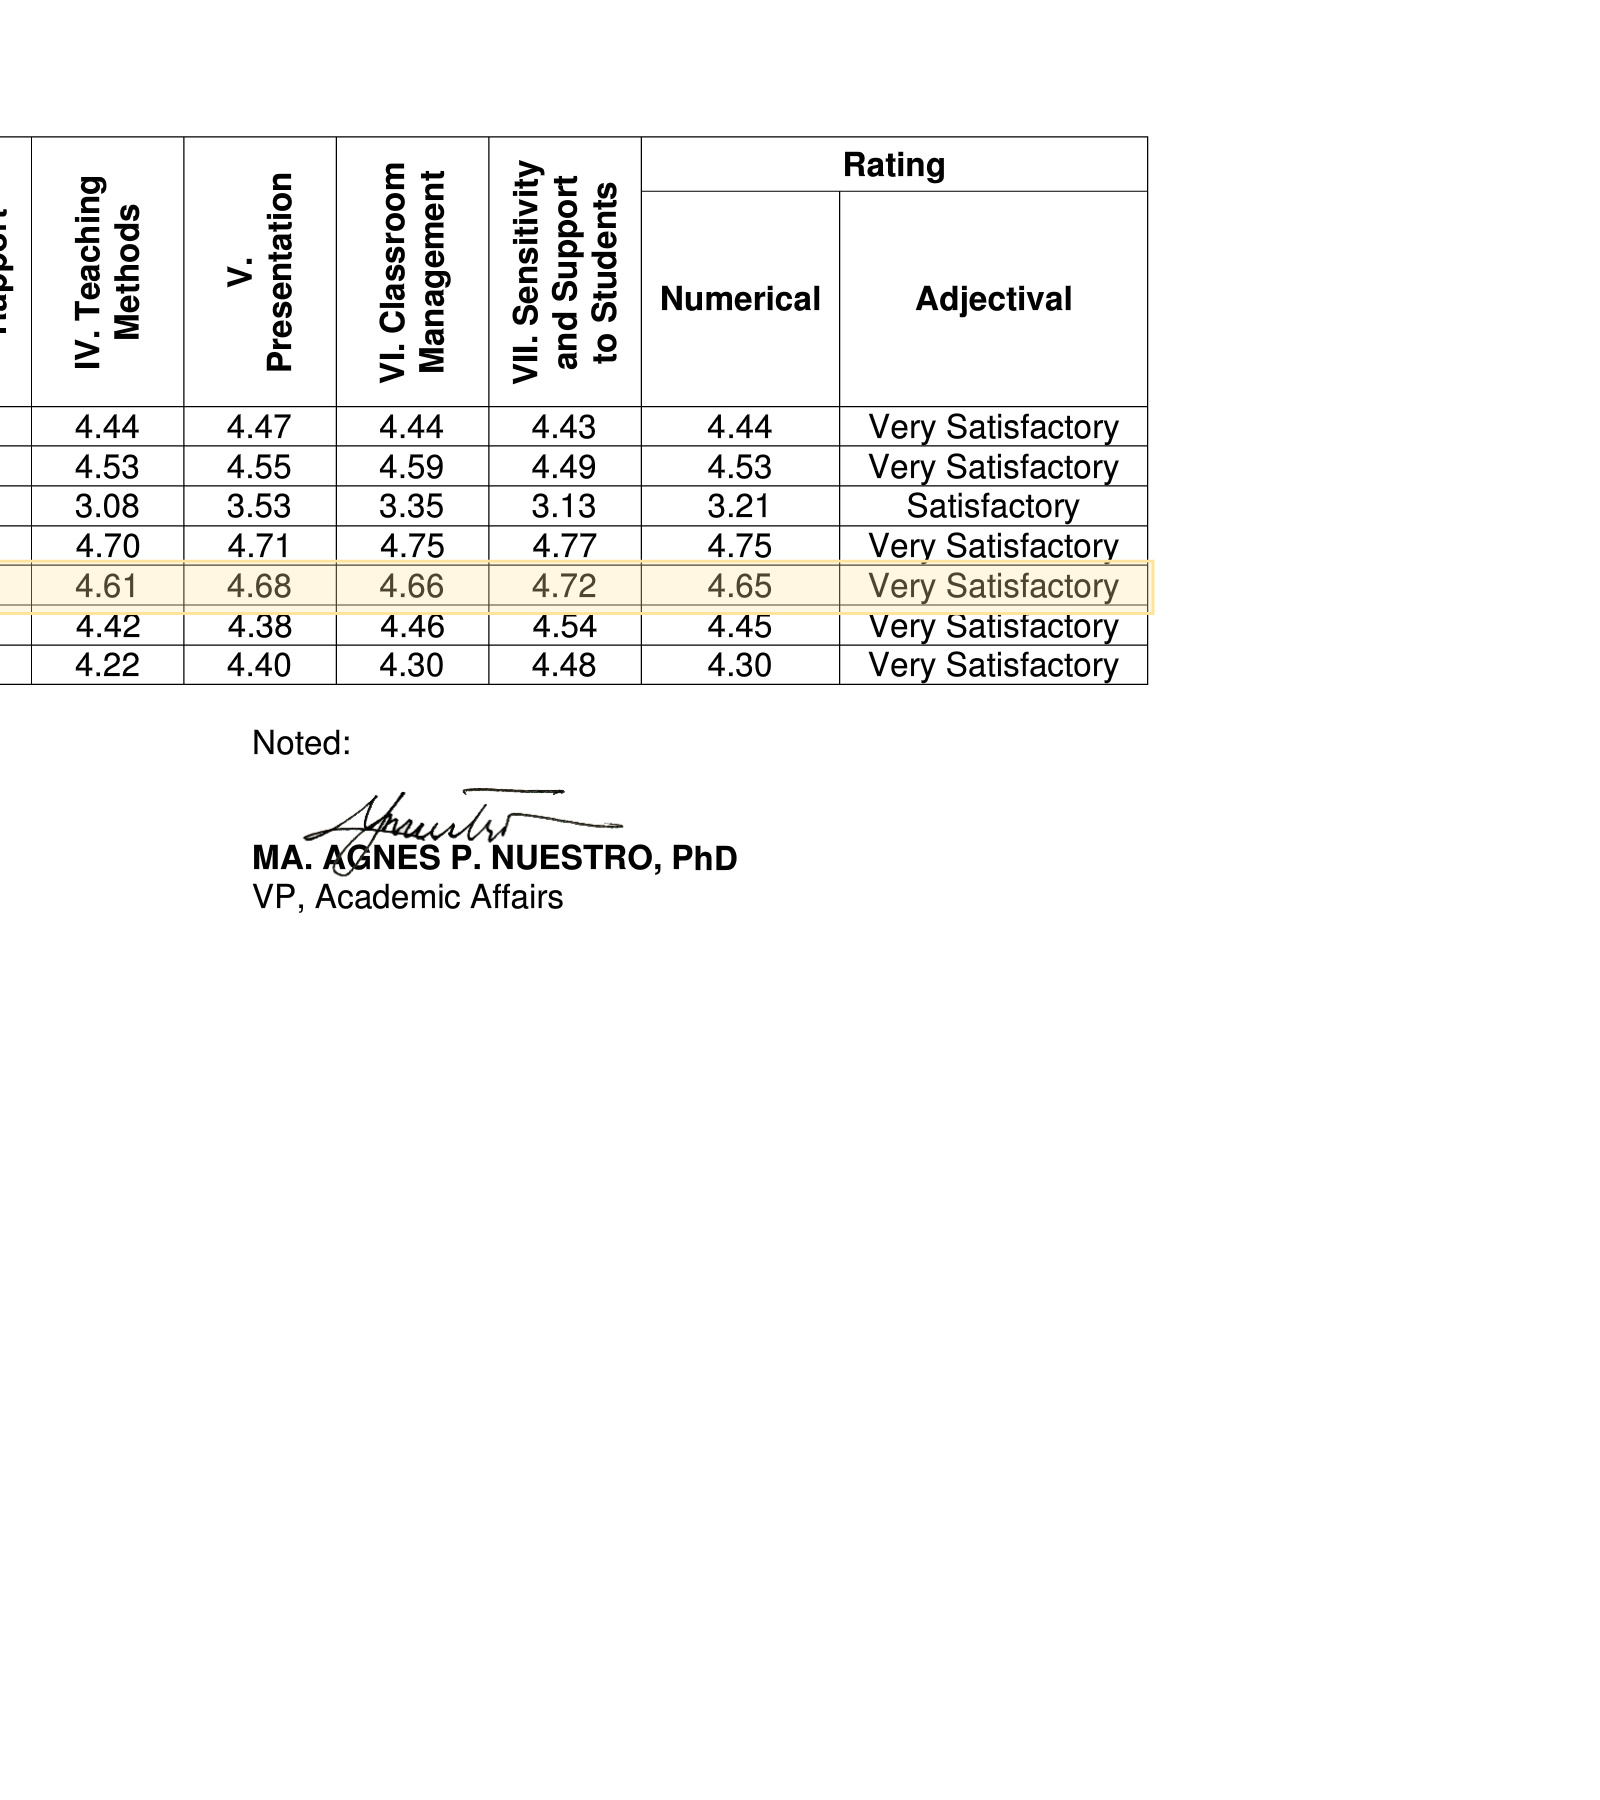 Rating
IV. Teaching
Methods
V.
Presentation
VI. Classroom
Management
VII. Sensitivity
and Support
to Students
Numerical
Adjectival
4.44 4.47 4.44 4.43 4.44 Very Satisfactory
4.53 4.55 4.59 4.49 4.53 Very Satisfactory
3.08 3.53 3.35 3.13 3.21 Satisfactory
4.70 4.71 4.75 4.77 4.75 Very Satisfactory
4.61 4.68 4.66 4.72 4.65 Very Satisfactory
4.42 4.38 4.46 4.54 4.45 Very Satisfactory
4.22 4.40 4.30 4.48 4.30 Very Satisfactory
Noted:
MA. AGNES P. NUESTRO, PhD
VP, Academic Affairs